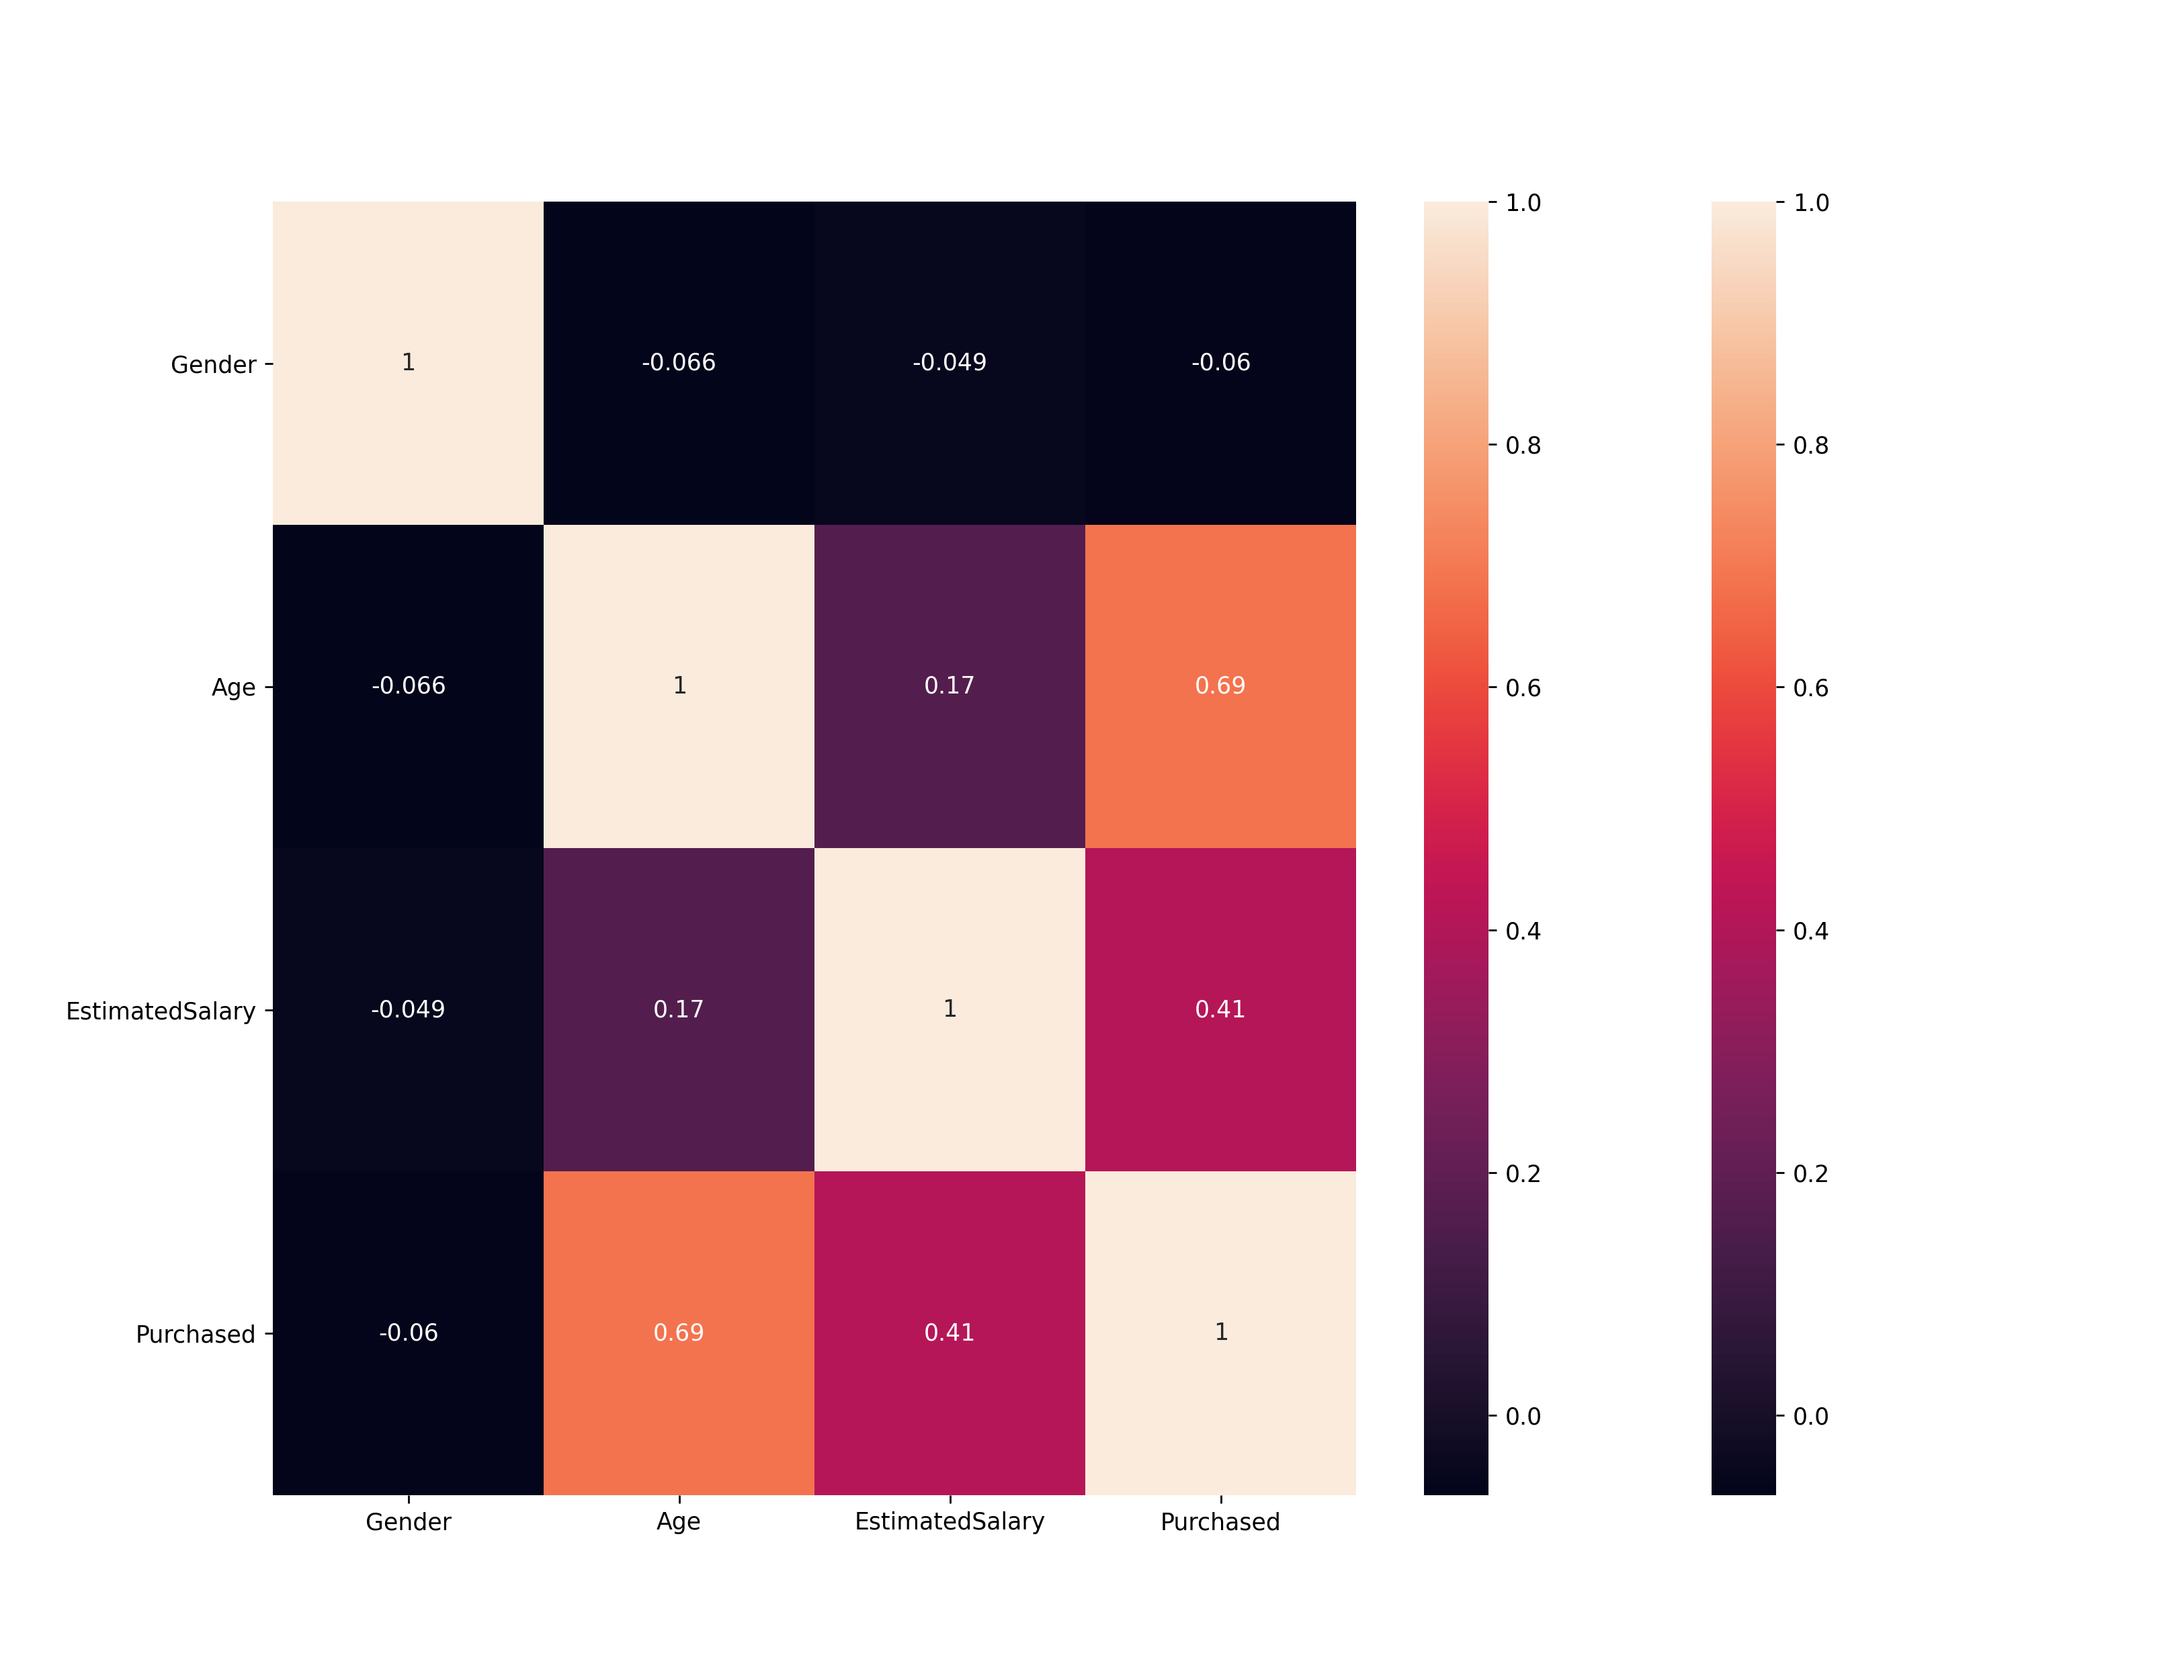 1.0 1.0
0.8 0.8
Gender 1 -0.066 -0.049 -0.06
Age -0.066 1 0.17 0.69
0.6 0.6
0.4 0.4
EstimatedSalary -0.049 0.17 1 0.41
0.2 0.2
Purchased -0.06 0.69 0.41 1
0.0 0.0
Gender Age EstimatedSalary Purchased